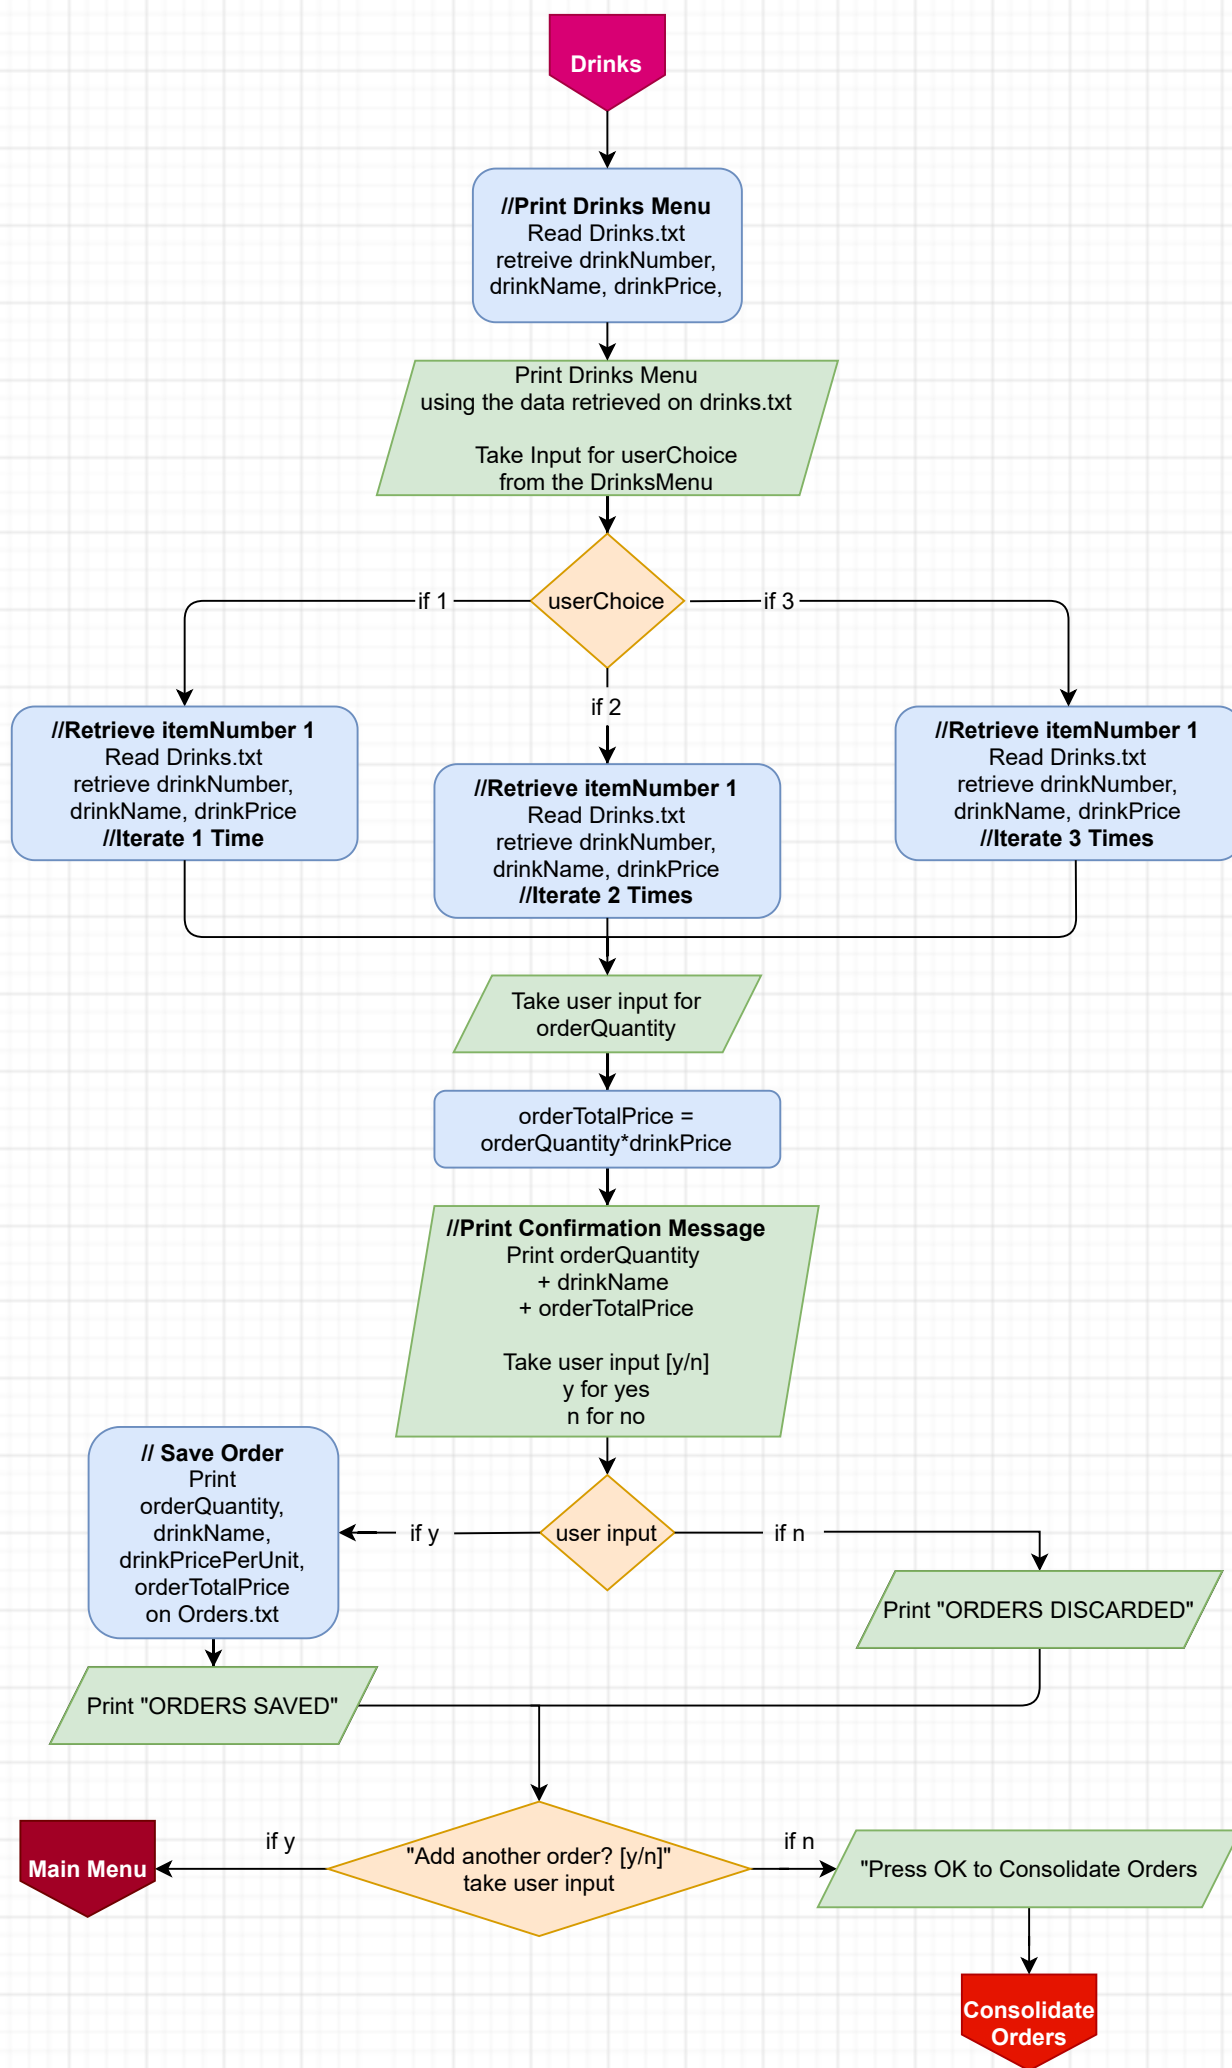 Drinks
//Print Drinks Menu
Read Drinks.txt
retreive drinkNumber,
drinkName, drinkPrice,
Print Drinks Menu
using the data retrieved on drinks.txt
Take Input for userChoice
from the DrinksMenu
userChoice
if 1
if 3
if 2
//Retrieve itemNumber 1
Read Drinks.txt
retrieve drinkNumber,
drinkName, drinkPrice
//Iterate 1 Time
//Retrieve itemNumber 1
Read Drinks.txt
retrieve drinkNumber,
drinkName, drinkPrice
//Iterate 2 Times
//Retrieve itemNumber 1
Read Drinks.txt
retrieve drinkNumber,
drinkName, drinkPrice
//Iterate 3 Times
Take user input for
orderQuantity
orderTotalPrice =
orderQuantity*drinkPrice
//Print Confirmation Message
Print orderQuantity
+ drinkName
+ orderTotalPrice
Take user input [y/n]
y for yes
n for no
user input
if y
if n
// Save Order
Print
orderQuantity,
drinkName,
drinkPricePerUnit,
orderTotalPrice
on Orders.txt
Print "ORDERS DISCARDED"
Print "ORDERS SAVED"
"Add another order? [y/n]"
take user input
if y
if n
Main Menu
"Press OK to Consolidate Orders
Consolidate
Orders